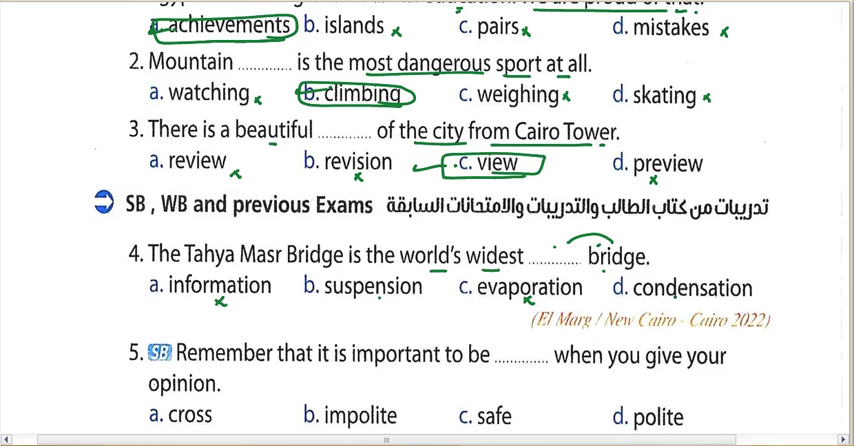 a. achievements b. islands c. pairs d. mistakes
2. Mountain ............. is the most dangerous sport at all.
a. watching b. climbing c. weighing d. skating
3. There is a beautiful ............. of the city from Cairo Tower.
a. review b. revision c. view d. preview
SB , WB and previous Exams تدريبات من كتاب الطالب والتدريبات والامتحانات السابقة
4. The Tahya Masr Bridge is the world's widest ............. bridge.
a. information b. suspension c. evaporation d. condensation
(El Marg / New Cairo - Cairo 2022)
5. SB Remember that it is important to be ............. when you give your
opinion.
a. cross b. impolite c. safe d. polite